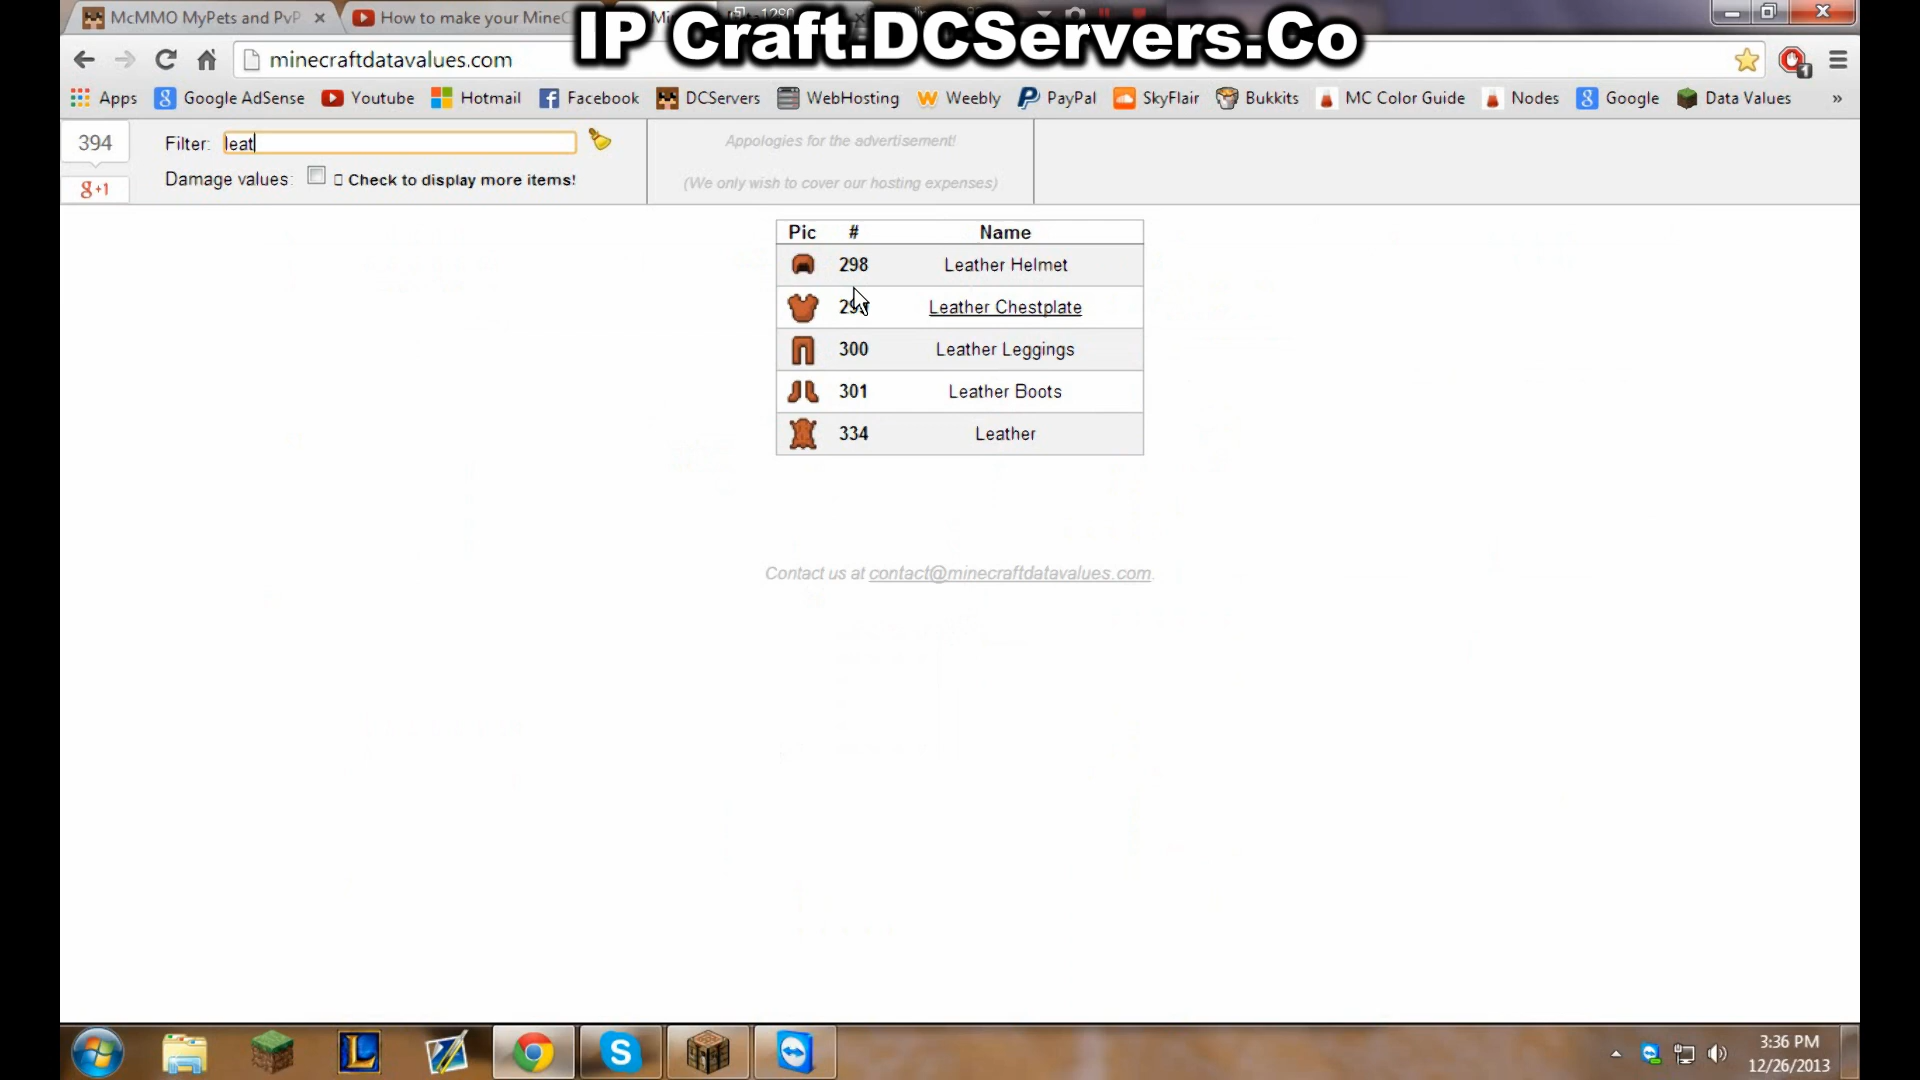 McMMO MyPets and PvP
How to make your MineC
IP Craft.DCServers.Co
minecraftdatavalues.com
Apps Google AdSense Youtube Hotmail Facebook DCServers WebHosting Weebly PayPal SkyFlair Bukkits MC Color Guide Nodes Google Data Values »
394
Filter: leat
g+1
Damage values: Check to display more items!
Appologies for the advertisement!
(We only wish to cover our hosting expenses)
Pic # Name
298 Leather Helmet
Leather Chestplate
300 Leather Leggings
301 Leather Boots
334 Leather
Contact us at contact@minecraftdatavalues.com.
3:36 PM
12/26/2013